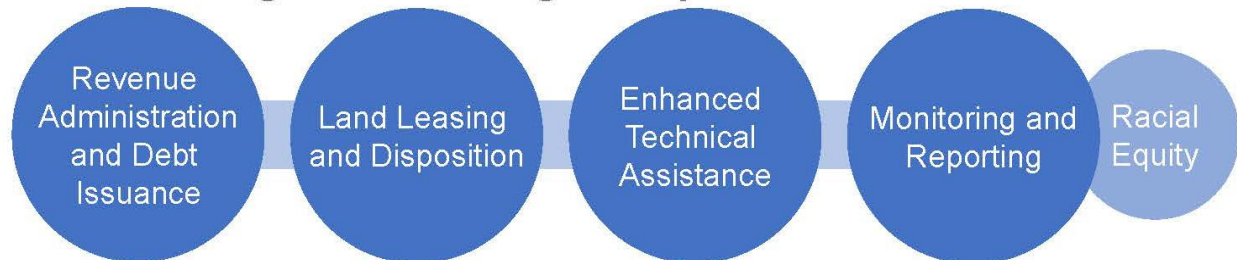 Revenue
Administration
and Debt
Issuance
Land Leasing
and Disposition
Enhanced
Technical
Assistance
Monitoring and
Reporting
Racial
Equity